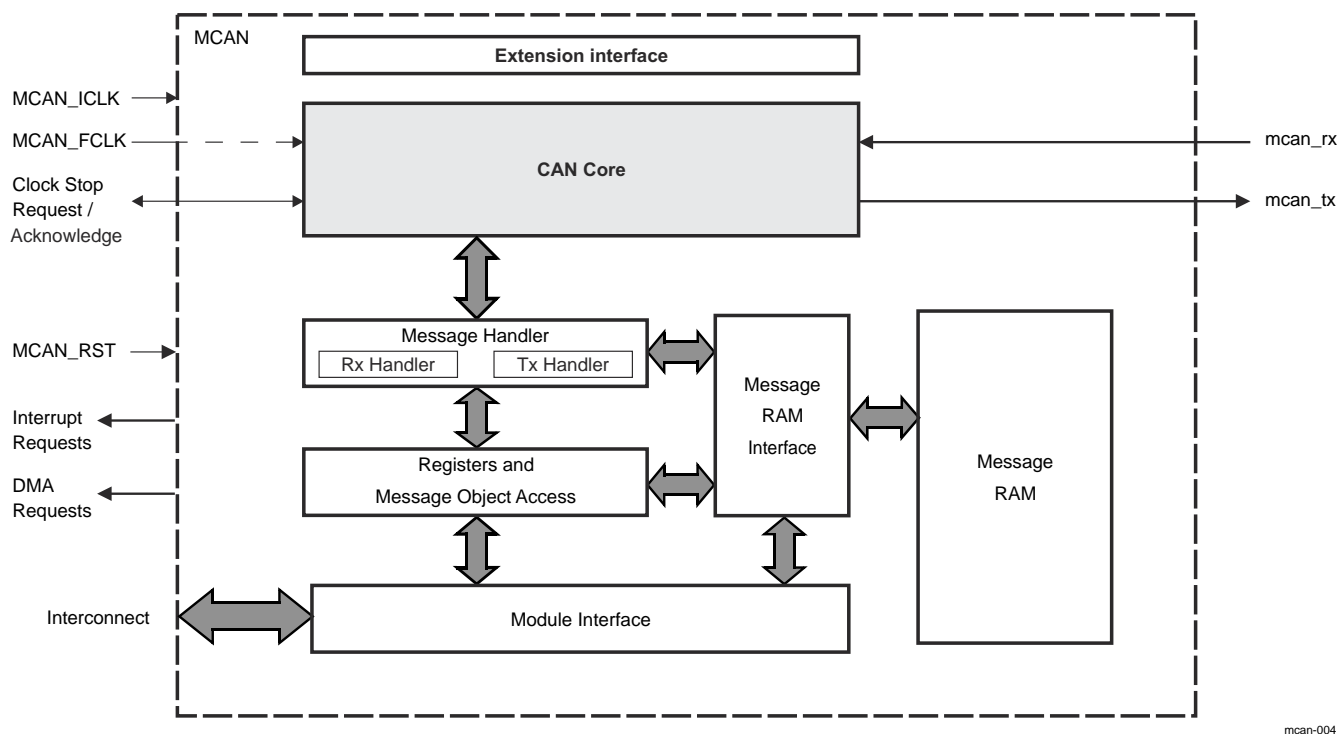 MCAN
Extension interface
MCAN_ICLK
MCAN_FCLK
mcan_rx
CAN Core
Clock Stop
Request /
Acknowledge
mcan_tx
Message Handler
Rx Handler
Tx Handler
MCAN_RST
Message
RAM
Interface
Interrupt
Requests
Registers and
Message Object Access
Message
RAM
DMA
Requests
Interconnect
Module Interface
mcan-004